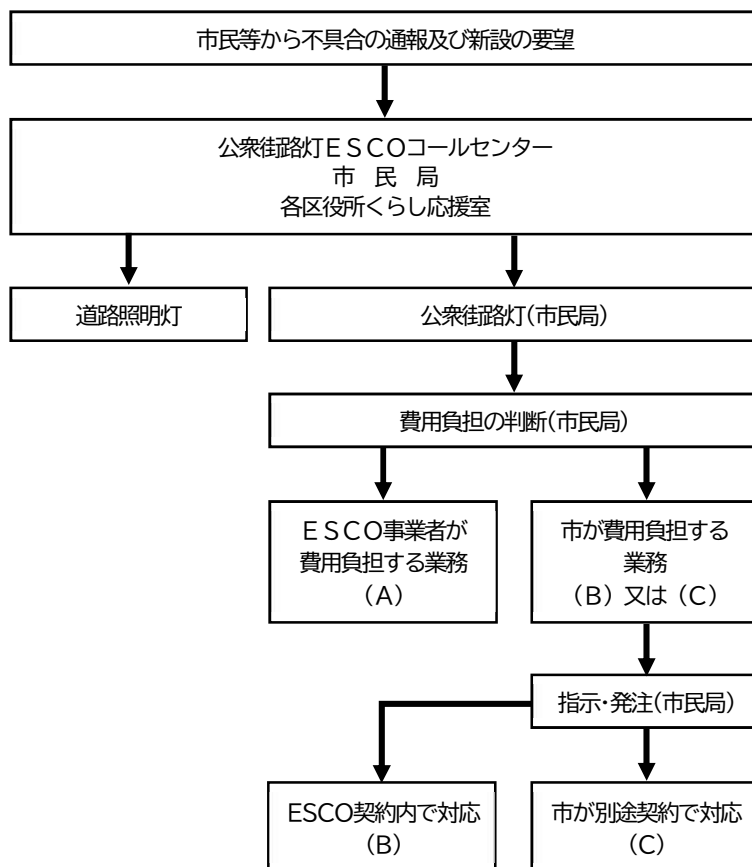 市民等から不具合の通報及び新設の要望
公衆街路灯ＥＳＣＯコールセンター
市　民　局
各区役所くらし応援室
道路照明灯
公衆街路灯(市民局)
費用負担の判断(市民局)
ＥＳＣＯ事業者が
費用負担する業務
（A）
市が費用負担する
業務
（B）又は（C）
指示・発注(市民局)
ESCO契約内で対応
（B）
市が別途契約で対応
（C）